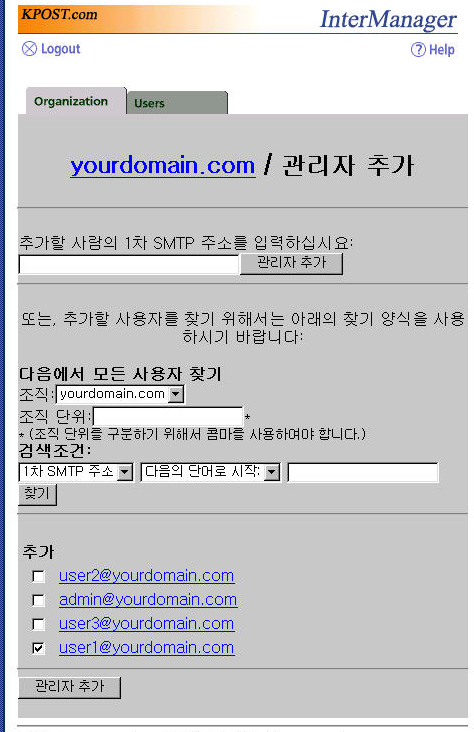 KPOST.com
InterManager
Logout
Help
Organization
Users
yourdomain.com / 관리자 추가
추가할 사람의 1차 SMTP 주소를 입력하십시요:
관리자 추가
또는, 추가할 사용자를 찾기 위해서는 아래의 찾기 양식을 사용
하시기 바랍니다:
다음에서 모든 사용자 찾기
조직: yourdomain.com
조직 단위: *
* (조직 단위를 구분하기 위해서 콤마를 사용하여야 합니다.)
검색조건:
1차 SMTP 주소 다음의 단어로 시작:
찾기
추가
user2@yourdomain.com
admin@yourdomain.com
user3@yourdomain.com
user1@yourdomain.com
관리자 추가